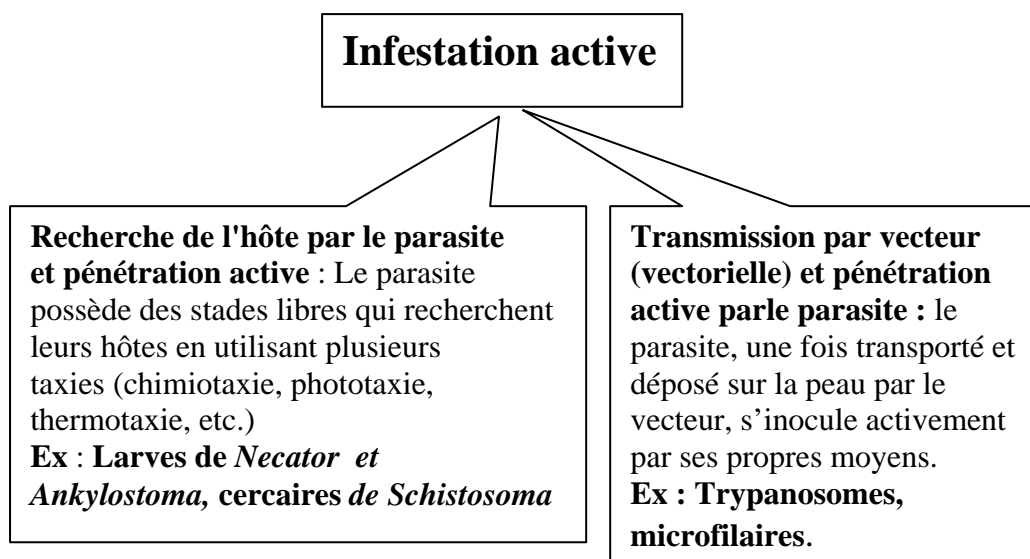 Infestation active
Recherche de l'hôte par le parasite
et pénétration active : Le parasite
possède des stades libres qui recherchent
leurs hôtes en utilisant plusieurs
taxies (chimiotaxie, phototaxie,
thermotaxie, etc.)
Ex : Larves de Necator et
Ankylostoma, cercaires de Schistosoma
Transmission par vecteur
(vectorielle) et pénétration
active parle parasite : le
parasite, une fois transporté et
déposé sur la peau par le
vecteur, s’inocule activement
par ses propres moyens.
Ex : Trypanosomes,
microfilaires.